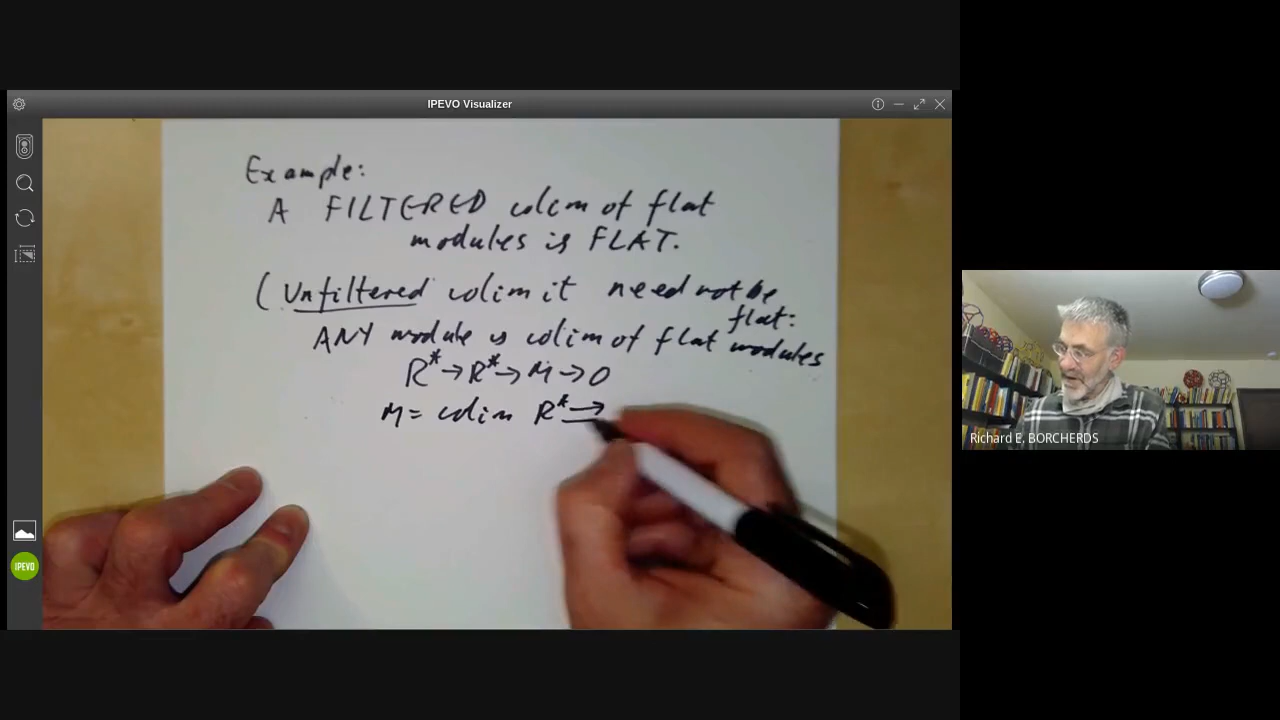 IPEVO Visualizer
Example:
A FILTERED colim of flat
modules is FLAT.
( Unfiltered colimit need not be
flat:
ANY module is colim of flat modules
R* → R* → M → 0
M = colim R* ⇉
IPEVO
Richard E. BORCHERDS